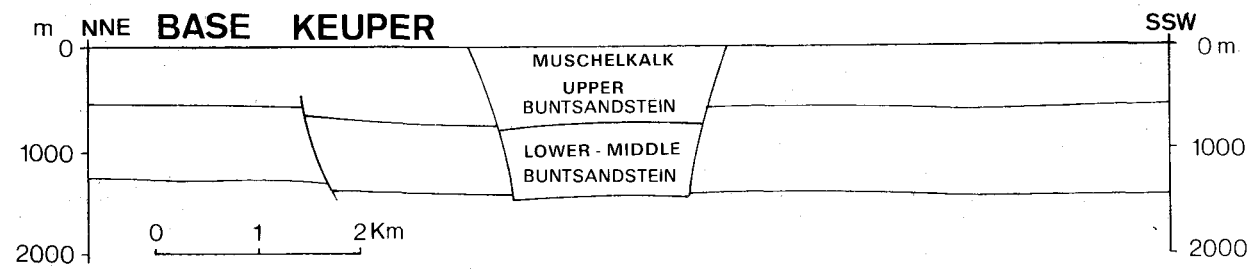 m NNE BASE KEUPER SSW
0 0 m
MUSCHELKALK
UPPER
BUNTSANDSTEIN
1000 LOWER - MIDDLE 1000
BUNTSANDSTEIN
0 1 2 Km
2000 2000